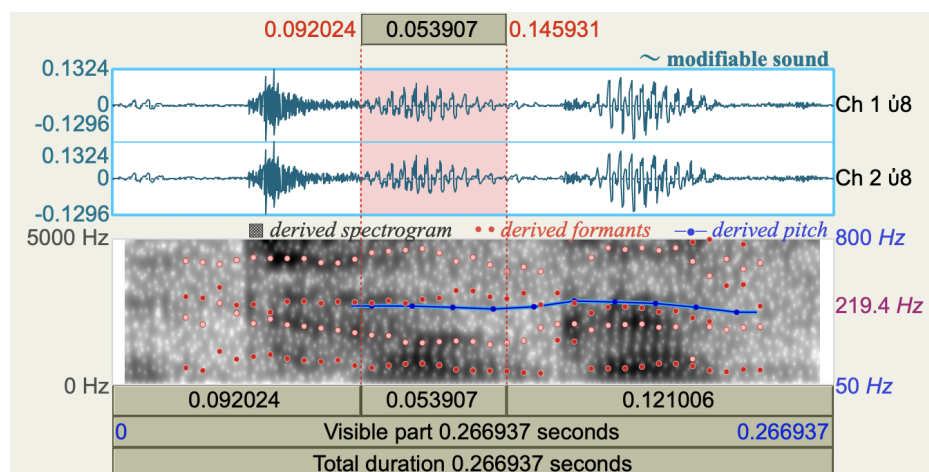 0.092024 0.053907 0.145931
~ modifiable sound
0.1324
0
-0.1296
Ch 1 ủ8
0.1324
0
-0.1296
Ch 2 ủ8
5000 Hz derived spectrogram derived formants derived pitch 800 Hz
219.4 Hz
0 Hz 50 Hz
0.092024 0.053907 0.121006
0 Visible part 0.266937 seconds 0.266937
Total duration 0.266937 seconds